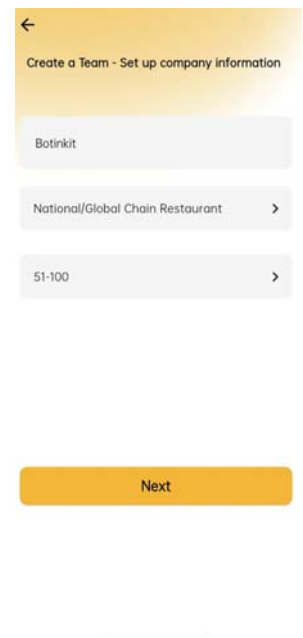 Create a Team - Set up company information
Botinkit
National/Global Chain Restaurant
51-100
Next